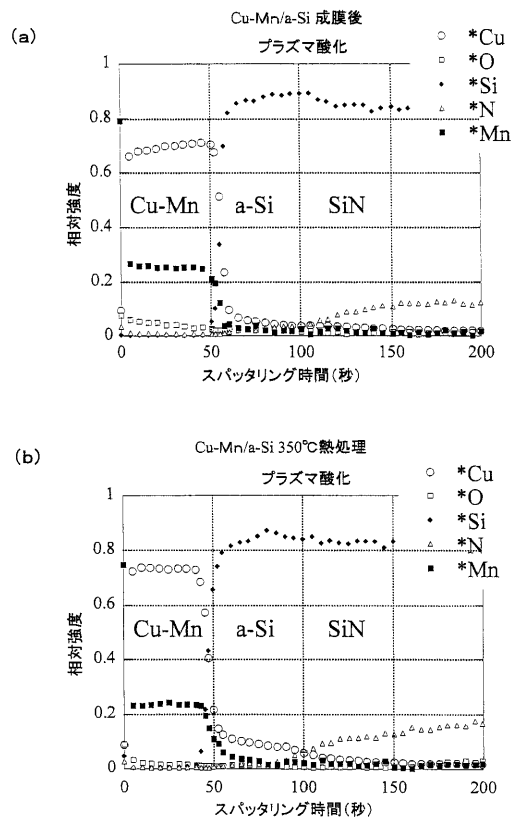 (a)
Cu-Mn/a-Si 成膜後
プラズマ酸化
*Cu
*O
*Si
*N
*Mn
1
0.8
0.6
0.4
0.2
0
相対強度
Cu-Mn
a-Si
SiN
0 50 100 150 200
スパッタリング時間(秒)
(b)
Cu-Mn/a-Si 350℃熱処理
プラズマ酸化
*Cu
*O
*Si
*N
*Mn
1
0.8
0.6
0.4
0.2
0
相対強度
Cu-Mn
a-Si
SiN
0 50 100 150 200
スパッタリング時間(秒)